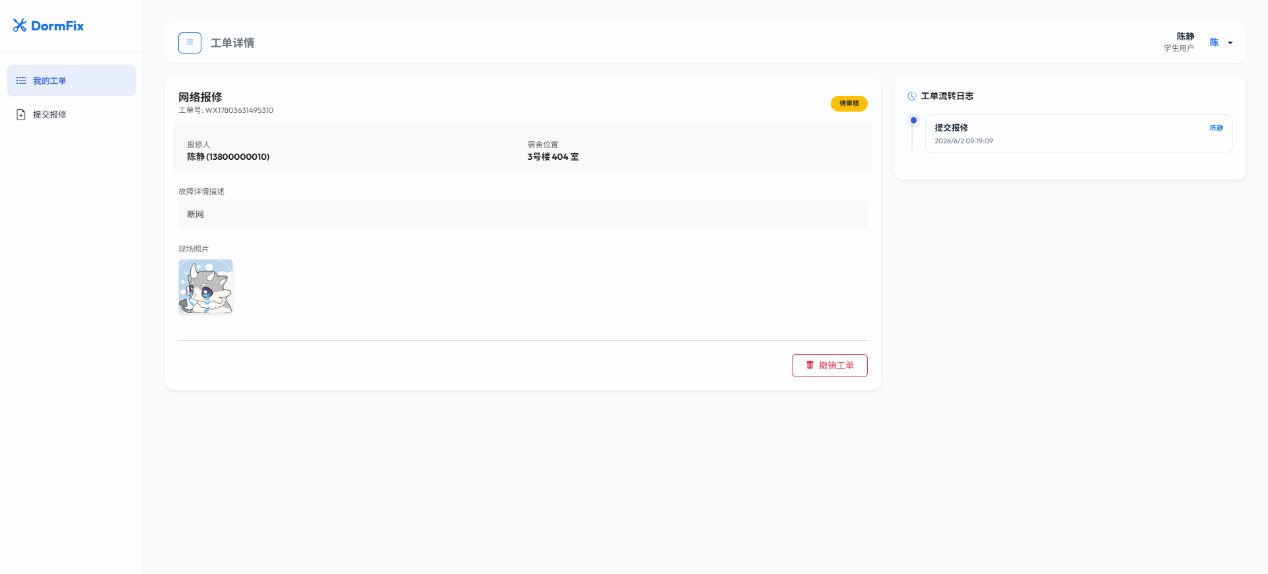 DormFix
我的工单
提交报修
工单详情
陈静
学生用户
陈
网络报修
工单号: WX17803631495310
待审核
报修人
陈静 (13800000010)
宿舍位置
3号楼 404 室
故障详情描述
断网
现场照片
撤销工单
工单流转日志
提交报修
陈静
2026/6/2 09:19:09